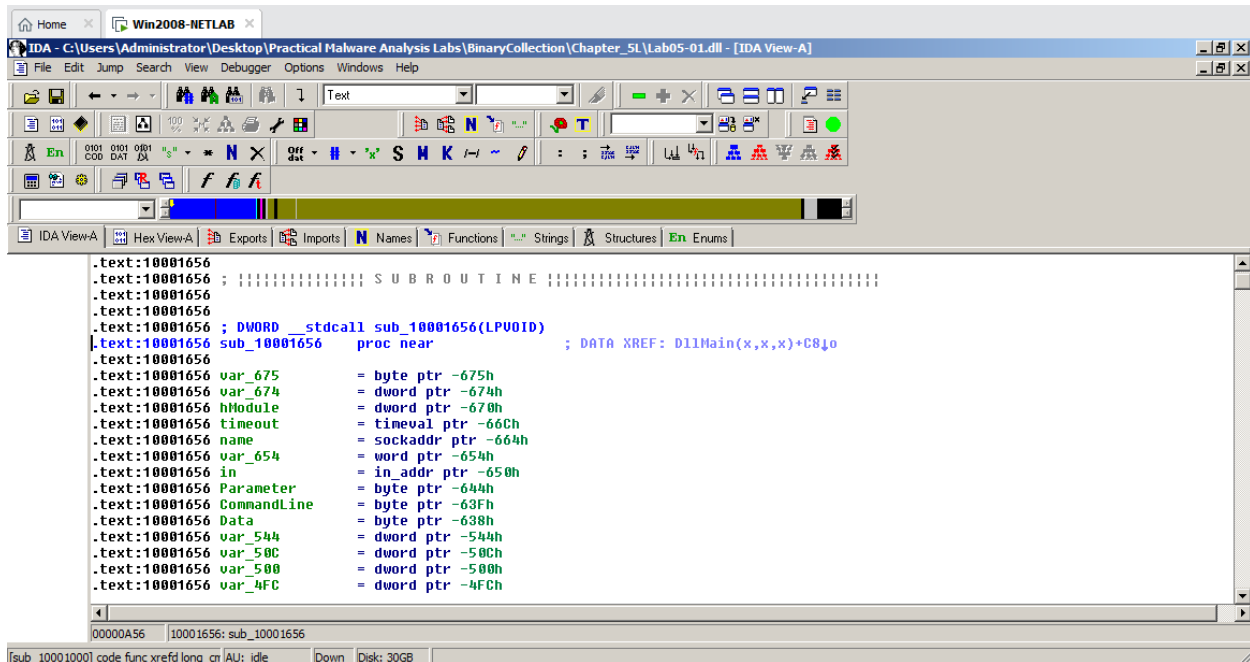 Home × Win2008-NETLAB ×
IDA - C:\Users\Administrator\Desktop\Practical Malware Analysis Labs\BinaryCollection\Chapter_5L\Lab05-01.dll - [IDA View-A]
File Edit Jump Search View Debugger Options Windows Help
Text
En
IDA View-A Hex View-A Exports Imports N Names Functions Strings Structures En Enums
.text:10001656
.text:10001656 ; ¦¦¦¦¦¦¦¦¦¦¦¦¦¦¦ S U B R O U T I N E ¦¦¦¦¦¦¦¦¦¦¦¦¦¦¦¦¦¦¦¦¦¦¦¦¦¦¦¦¦¦¦¦¦¦¦¦¦¦¦
.text:10001656
.text:10001656
.text:10001656 ; DWORD __stdcall sub_10001656(LPVOID)
.text:10001656 sub_10001656 proc near ; DATA XREF: DllMain(x,x,x)+C8↓o
.text:10001656
.text:10001656 var_675 = byte ptr -675h
.text:10001656 var_674 = dword ptr -674h
.text:10001656 hModule = dword ptr -670h
.text:10001656 timeout = timeval ptr -66Ch
.text:10001656 name = sockaddr ptr -664h
.text:10001656 var_654 = word ptr -654h
.text:10001656 in = in_addr ptr -650h
.text:10001656 Parameter = byte ptr -644h
.text:10001656 CommandLine = byte ptr -63Fh
.text:10001656 Data = byte ptr -638h
.text:10001656 var_544 = dword ptr -544h
.text:10001656 var_50C = dword ptr -50Ch
.text:10001656 var_500 = dword ptr -500h
.text:10001656 var_4FC = dword ptr -4FCh
00000A56 10001656: sub_10001656
[sub_10001000] code func xrefd long_cm AU: idle Down Disk: 30GB